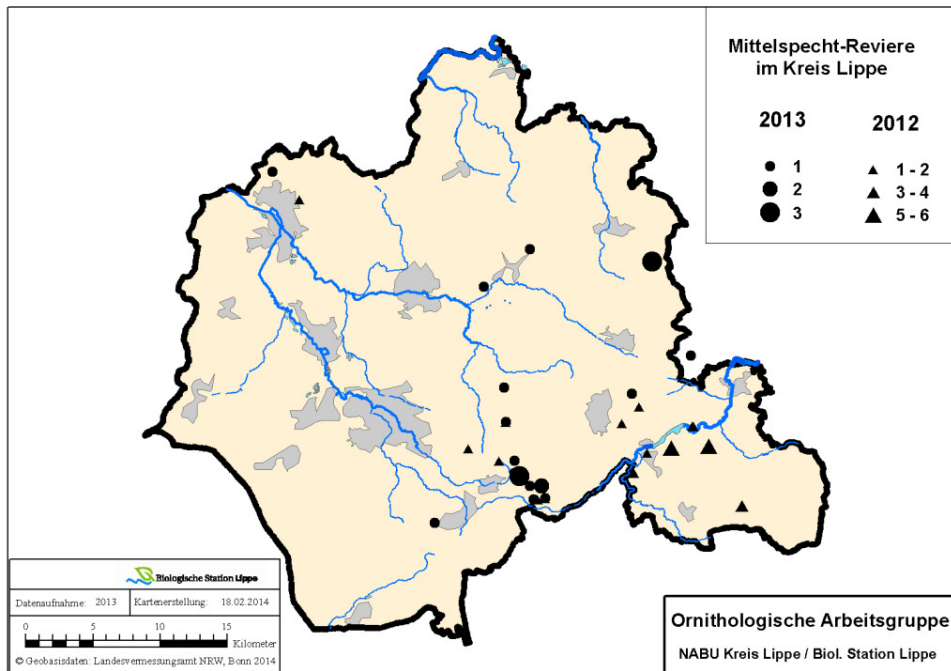 Mittelspecht-Reviere
im Kreis Lippe
2013 2012
1 1 - 2
2 3 - 4
3 5 - 6
Biologische Station Lippe
Datenaufnahme: 2013 Kartenerstellung: 18.02.2014
0 5 10 15
Kilometer
© Geobasisdaten: Landesvermessungsamt NRW, Bonn 2014
Ornithologische Arbeitsgruppe
NABU Kreis Lippe / Biol. Station Lippe